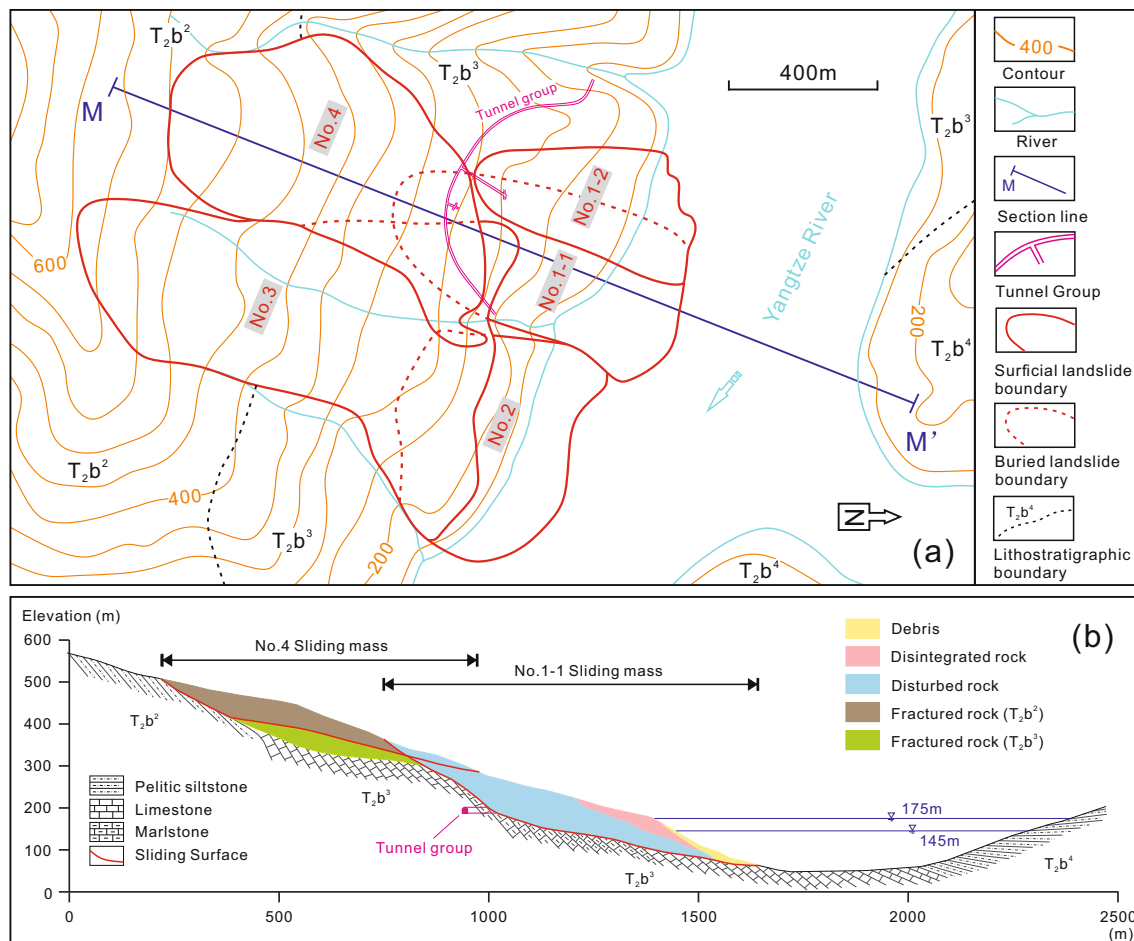 T₂b²
T₂b³
400m
M
Tunnel group
No.4
No.1-2
No.1-1
No.3
No.2
600
400
200
200
Yangtze River
T₂b³
T₂b⁴
M'
T₂b²
T₂b³
T₂b⁴
N
(a)
400
Contour
River
M
Section line
Tunnel Group
Surficial landslide
boundary
Buried landslide
boundary
T₂b⁴
Lithostratigraphic
boundary
Elevation (m)
(b)
600
500
400
300
200
100
0
No.4 Sliding mass
No.1-1 Sliding mass
Debris
Disintegrated rock
Disturbed rock
Fractured rock (T₂b²)
Fractured rock (T₂b³)
T₂b²
T₂b³
T₂b³
T₂b⁴
175m
145m
Tunnel group
Pelitic siltstone
Limestone
Marlstone
Sliding Surface
0
500
1000
1500
2000
2500
(m)